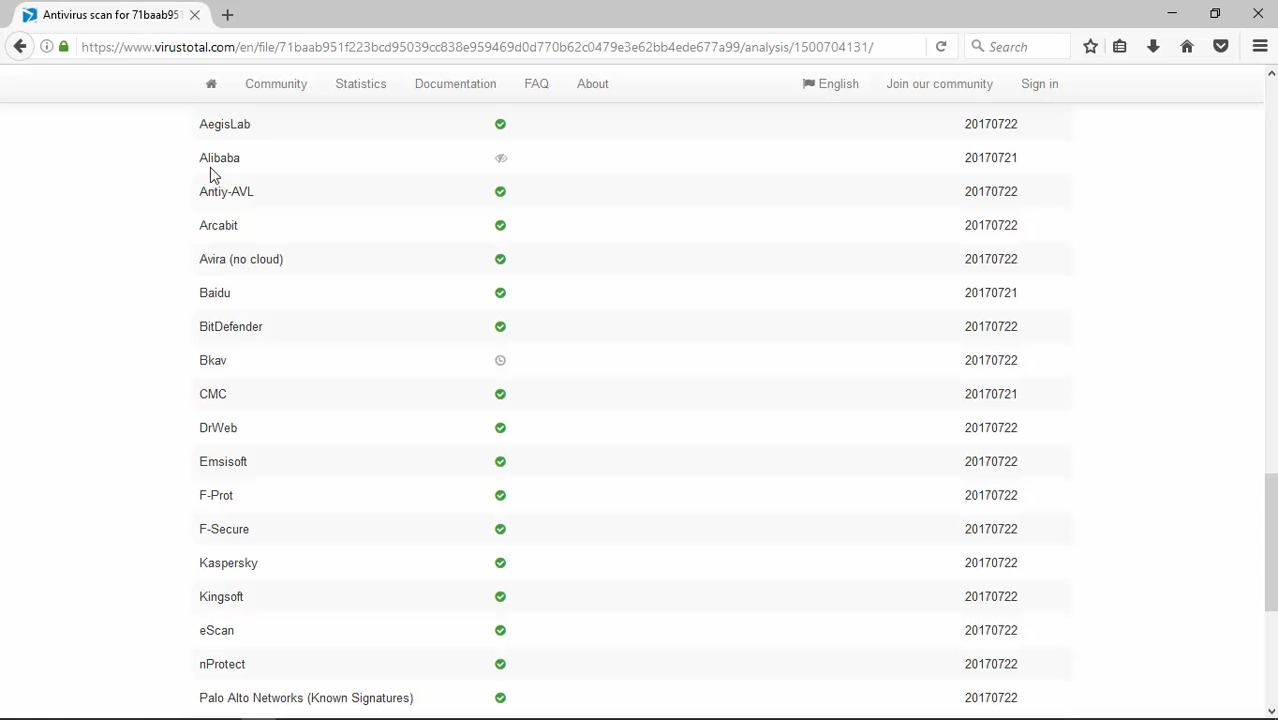 Antivirus scan for 71baab951
https://www.virustotal.com/en/file/71baab951f223bcd95039cc838e959469d0d770b62c0479e3e62bb4ede677a99/analysis/1500704131/
Search
Community Statistics Documentation FAQ About English Join our community Sign in
AegisLab 20170722
Alibaba 20170721
Antiy-AVL 20170722
Arcabit 20170722
Avira (no cloud) 20170722
Baidu 20170721
BitDefender 20170722
Bkav 20170722
CMC 20170721
DrWeb 20170722
Emsisoft 20170722
F-Prot 20170722
F-Secure 20170722
Kaspersky 20170722
Kingsoft 20170722
eScan 20170722
nProtect 20170722
Palo Alto Networks (Known Signatures) 20170722